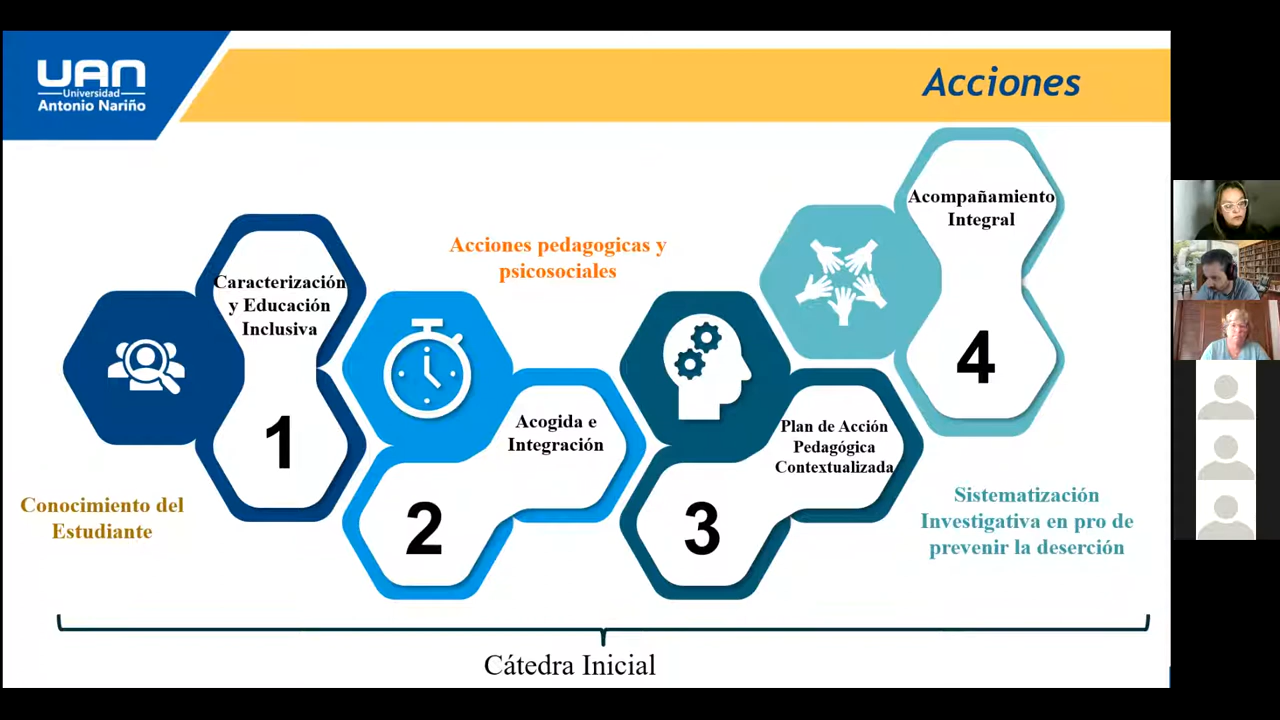 UAN
Universidad
Antonio Nariño
Acciones
Caracterización
y Educación
Inclusiva
1
Conocimiento del
Estudiante
Acciones pedagogicas y
psicosociales
Acogida e
Integración
2
Plan de Acción
Pedagógica
Contextualizada
3
Acompañamiento
Integral
4
Sistematización
Investigativa en pro de
prevenir la deserción
Cátedra Inicial